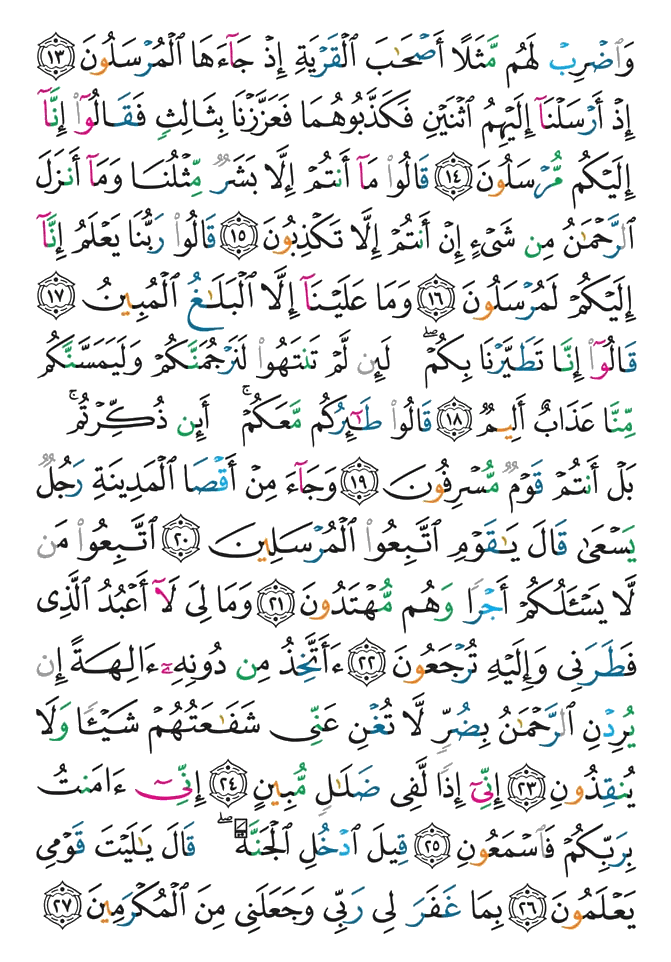 وَٱضْرِبْ لَهُم مَّثَلًا أَصْحَـٰبَ ٱلْقَرْيَةِ إِذْ جَآءَهَا ٱلْمُرْسَلُونَ ١٣
إِذْ أَرْسَلْنَآ إِلَيْهِمُ ٱثْنَيْنِ فَكَذَّبُوهُمَا فَعَزَّزْنَا بِثَالِثٍ فَقَالُوٓا۟ إِنَّآ
إِلَيْكُم مُّرْسَلُونَ ١٤ قَالُوا۟ مَآ أَنتُمْ إِلَّا بَشَرٌ مِّثْلُنَا وَمَآ أَنزَلَ
ٱلرَّحْمَـٰنُ مِن شَىْءٍ إِنْ أَنتُمْ إِلَّا تَكْذِبُونَ ١٥ قَالُوا۟ رَبُّنَا يَعْلَمُ إِنَّآ
إِلَيْكُمْ لَمُرْسَلُونَ ١٦ وَمَا عَلَيْنَآ إِلَّا ٱلْبَلَـٰغُ ٱلْمُبِينُ ١٧
قَالُوٓا۟ إِنَّا تَطَيَّرْنَا بِكُمْ ۖ لَئِن لَّمْ تَنتَهُوا۟ لَنَرْجُمَنَّكُمْ وَلَيَمَسَّنَّكُم
مِّنَّا عَذَابٌ أَلِيمٌ ١٨ قَالُوا۟ طَـٰٓئِرُكُم مَّعَكُمْ ۚ أَئِن ذُكِّرْتُم ۚ
بَلْ أَنتُمْ قَوْمٌ مُّسْرِفُونَ ١٩ وَجَآءَ مِنْ أَقْصَا ٱلْمَدِينَةِ رَجُلٌ
يَسْعَىٰ قَالَ يَـٰقَوْمِ ٱتَّبِعُوا۟ ٱلْمُرْسَلِينَ ٢٠ ٱتَّبِعُوا۟ مَن
لَّا يَسْـَٔلُكُمْ أَجْرًا وَهُم مُّهْتَدُونَ ٢١ وَمَا لِىَ لَآ أَعْبُدُ ٱلَّذِى
فَطَرَنِى وَإِلَيْهِ تُرْجَعُونَ ٢٢ ءَأَتَّخِذُ مِن دُونِهِۦٓ ءَالِهَةً إِن
يُرِدْنِ ٱلرَّحْمَـٰنُ بِضُرٍّ لَّا تُغْنِ عَنِّى شَفَـٰعَتُهُمْ شَيْـًٔا وَلَا
يُنقِذُونِ ٢٣ إِنِّىٓ إِذًا لَّفِى ضَلَـٰلٍ مُّبِينٍ ٢٤ إِنِّىٓ ءَامَنتُ
بِرَبِّكُمْ فَٱسْمَعُونِ ٢٥ قِيلَ ٱدْخُلِ ٱلْجَنَّةَ ۖ قَالَ يَـٰلَيْتَ قَوْمِى
يَعْلَمُونَ ٢٦ بِمَا غَفَرَ لِى رَبِّى وَجَعَلَنِى مِنَ ٱلْمُكْرَمِينَ ٢٧